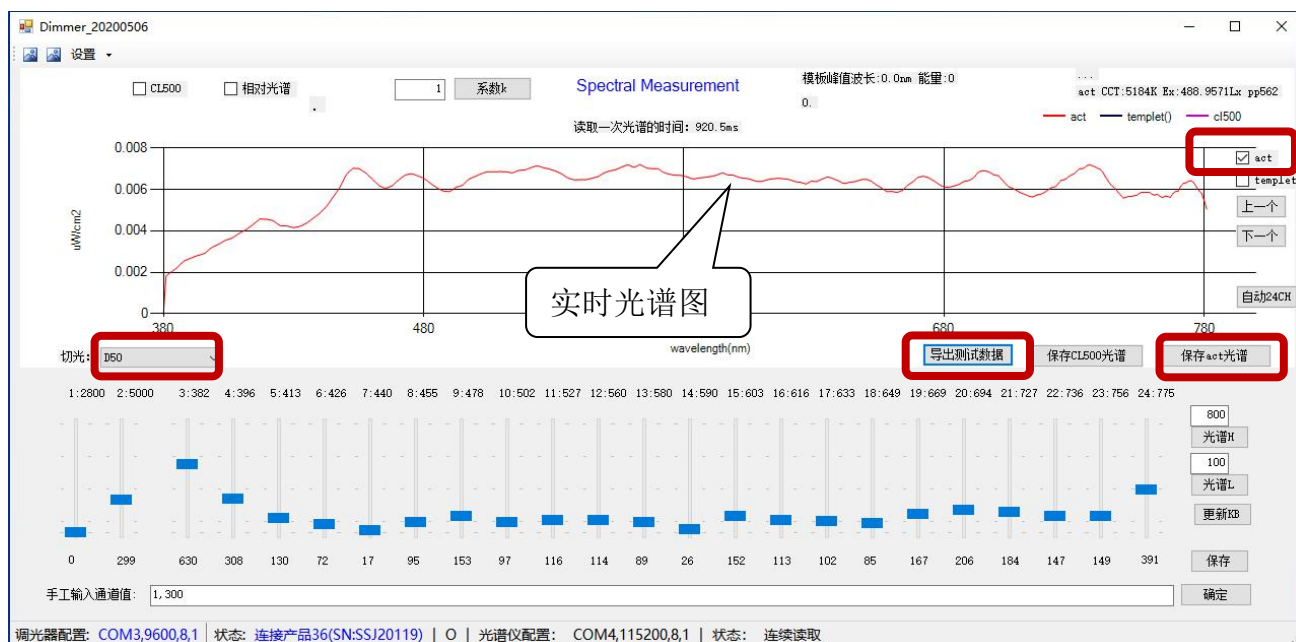 Dimmer_20200506
设置
CL500 相对光谱 1 系数k Spectral Measurement 模板峰值波长:0.0nm 能量:0 ...
. 0. act CCT:5184K Ex:488.9571Lx pp562
读取一次光谱的时间: 920.5ms act templet() cl500
0.008
act
templet
0.006
上一个
0.004
下一个
uW/cm2
0.002
实时光谱图
自动24CH
0
380 480 680 780
wavelength(nm)
切光: D50 导出测试数据 保存CL500光谱 保存act光谱
1:2800 2:5000 3:382 4:396 5:413 6:426 7:440 8:455 9:478 10:502 11:527 12:560 13:580 14:590 15:603 16:616 17:633 18:649 19:669 20:694 21:727 22:736 23:756 24:775
800
光谱H
100
光谱L
更新KB
0 299 630 308 130 72 17 95 153 97 116 114 89 26 152 113 102 85 167 206 184 147 149 391 保存
手工输入通道值: 1,300 确定
调光器配置: COM3,9600,8,1 状态: 连接产品36(SN:SSJ20119) | O | 光谱仪配置: COM4,115200,8,1 | 状态: 连续读取